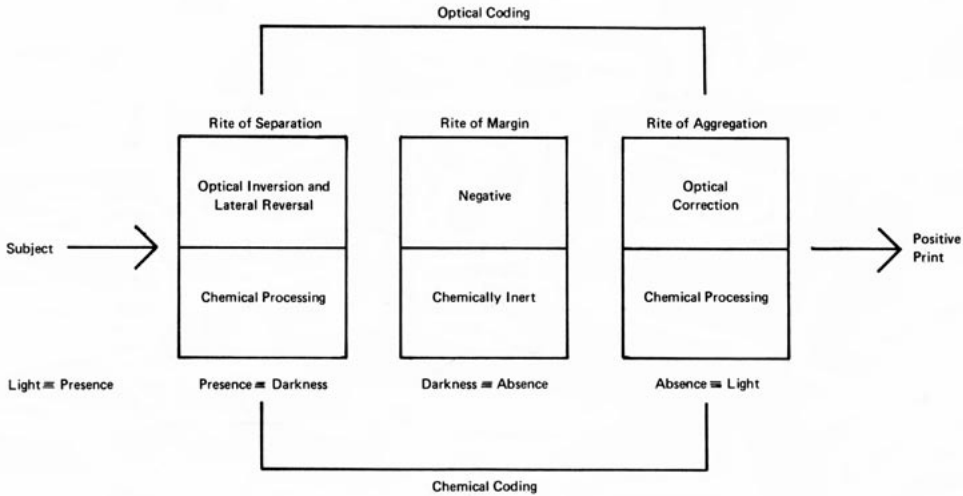 Optical Coding
Rite of Separation
Rite of Margin
Rite of Aggregation
Optical Inversion and
Lateral Reversal
Negative
Optical
Correction
Subject
Positive
Print
Chemical Processing
Chemically Inert
Chemical Processing
Light ≡ Presence
Presence ≡ Darkness
Darkness ≡ Absence
Absence ≡ Light
Chemical Coding